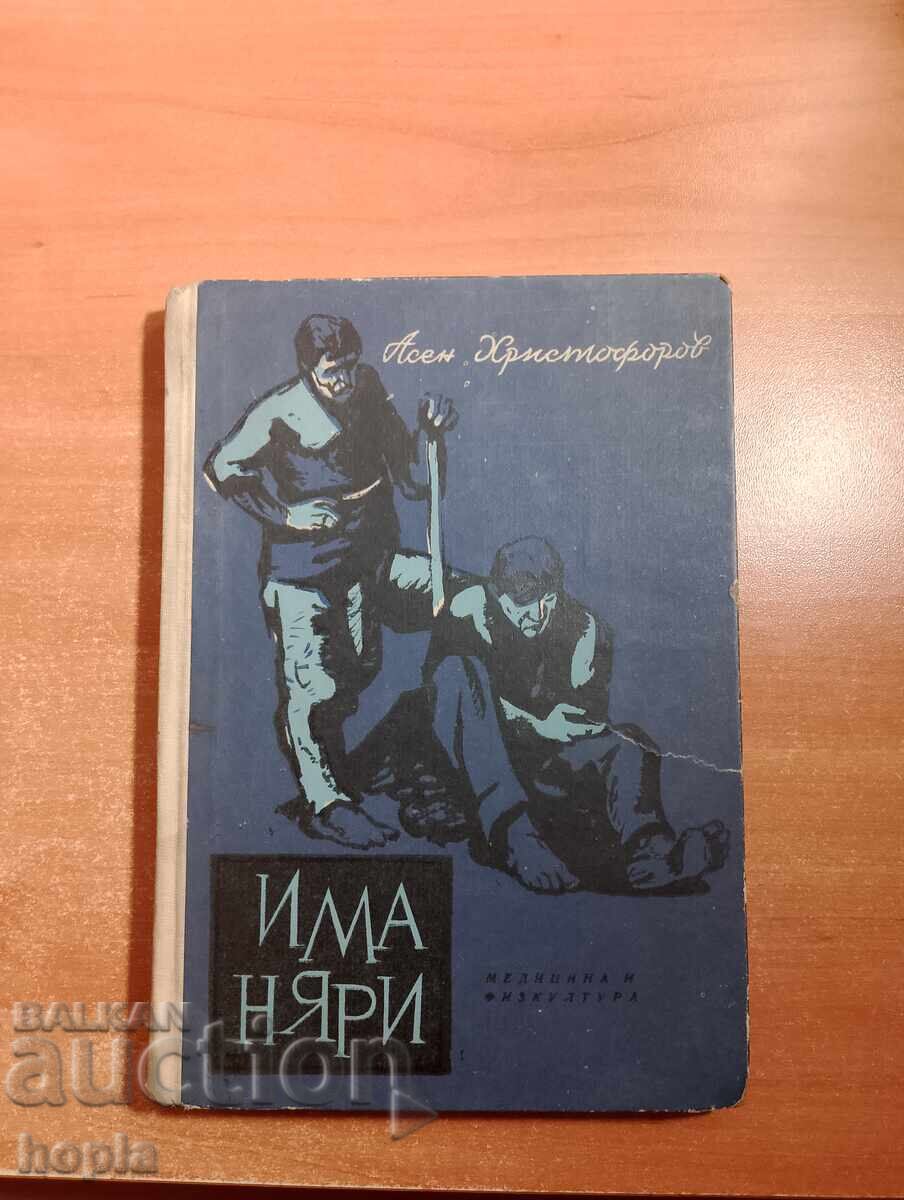 Асен Христофоров
ИМА
НЯРИ
МЕДИЦИНА И
ФИЗКУЛТУРА
BALKAN
auction
hopla